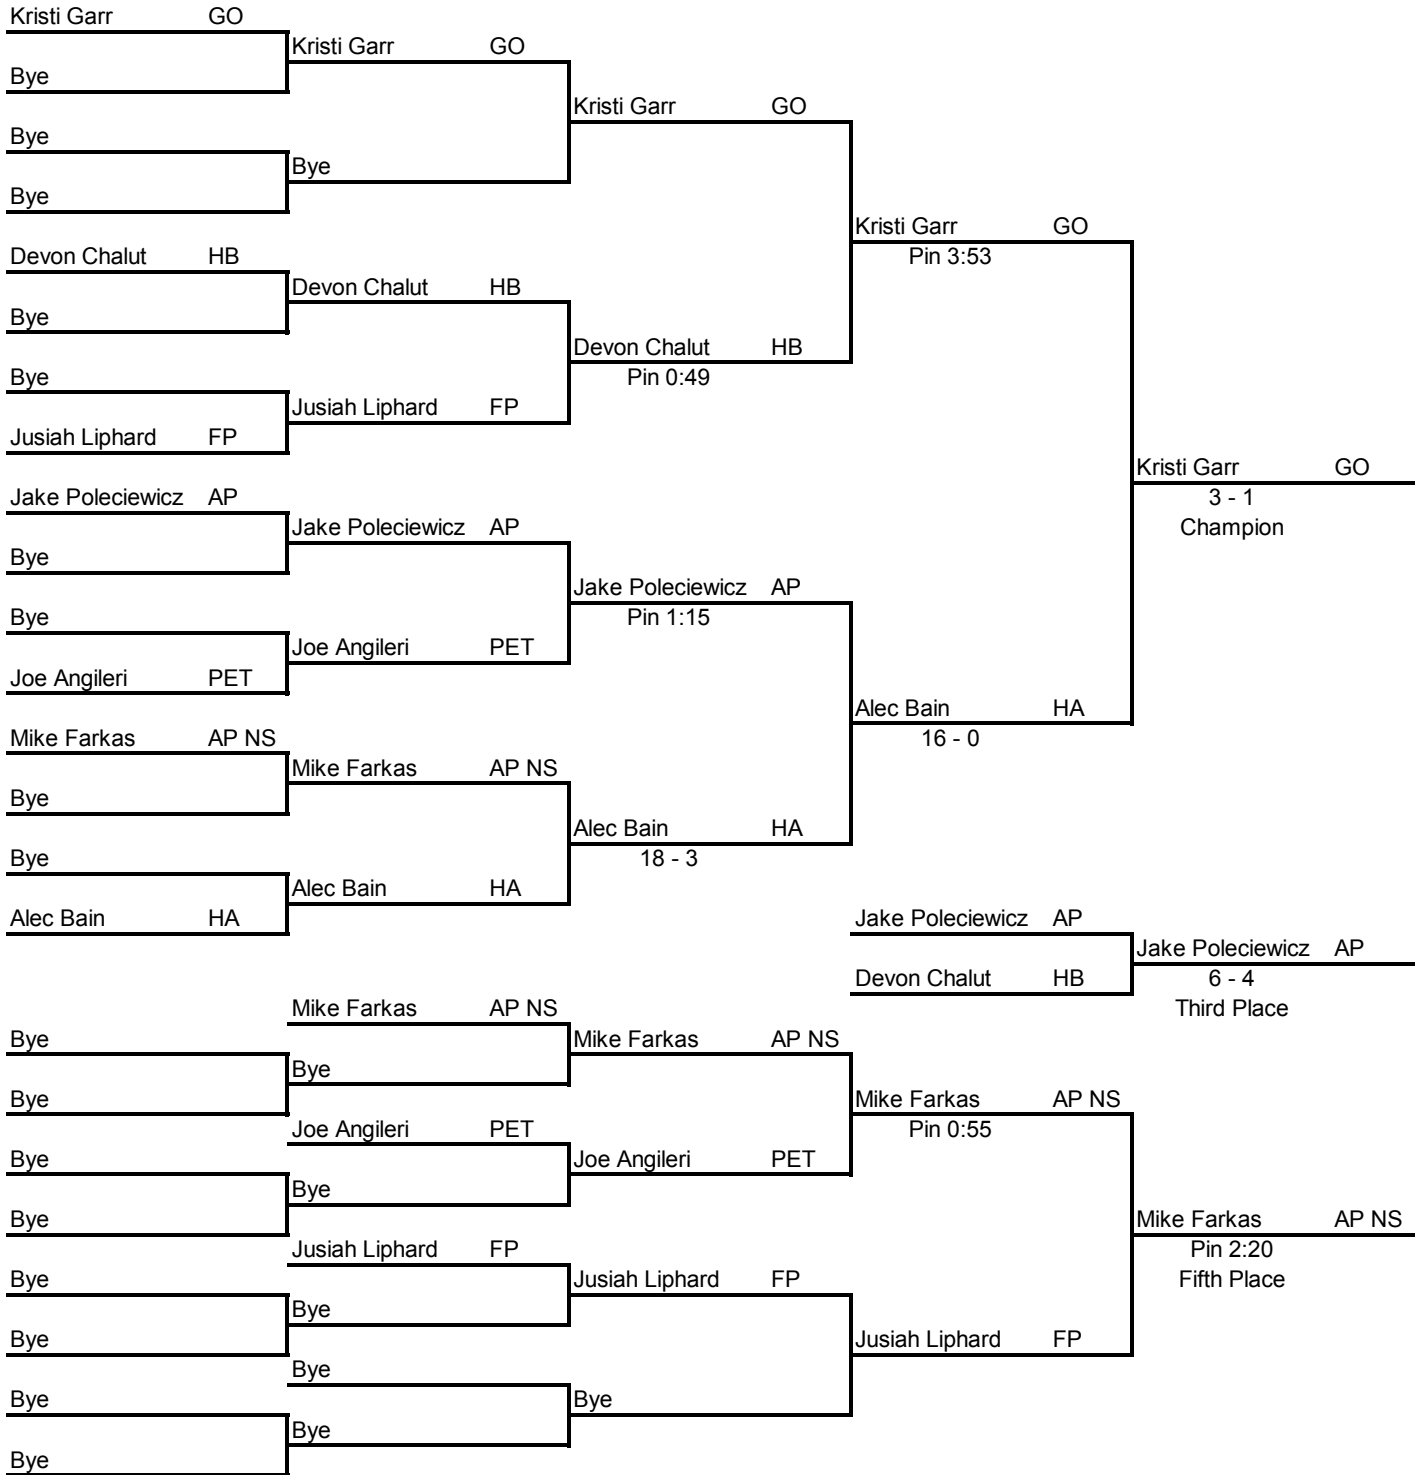 Kristi Garr GO
Kristi Garr GO
Bye
Kristi Garr GO
Bye
Bye
Bye
Kristi Garr GO
Devon Chalut HB
Pin 3:53
Devon Chalut HB
Bye
Devon Chalut HB
Bye
Pin 0:49
Jusiah Liphard FP
Jusiah Liphard FP
Kristi Garr GO
Jake Poleciewicz AP
3 - 1
Jake Poleciewicz AP
Champion
Bye
Jake Poleciewicz AP
Bye
Pin 1:15
Joe Angileri PET
Joe Angileri PET
Alec Bain HA
Mike Farkas AP NS
16 - 0
Mike Farkas AP NS
Bye
Alec Bain HA
Bye
18 - 3
Alec Bain HA
Alec Bain HA
Jake Poleciewicz AP
Jake Poleciewicz AP
Devon Chalut HB
6 - 4
Mike Farkas AP NS
Third Place
Bye
Mike Farkas AP NS
Bye
Bye
Mike Farkas AP NS
Joe Angileri PET
Pin 0:55
Bye
Joe Angileri PET
Bye
Bye
Mike Farkas AP NS
Jusiah Liphard FP
Pin 2:20
Bye
Jusiah Liphard FP
Fifth Place
Bye
Bye
Jusiah Liphard FP
Bye
Bye
Bye
Bye
Bye